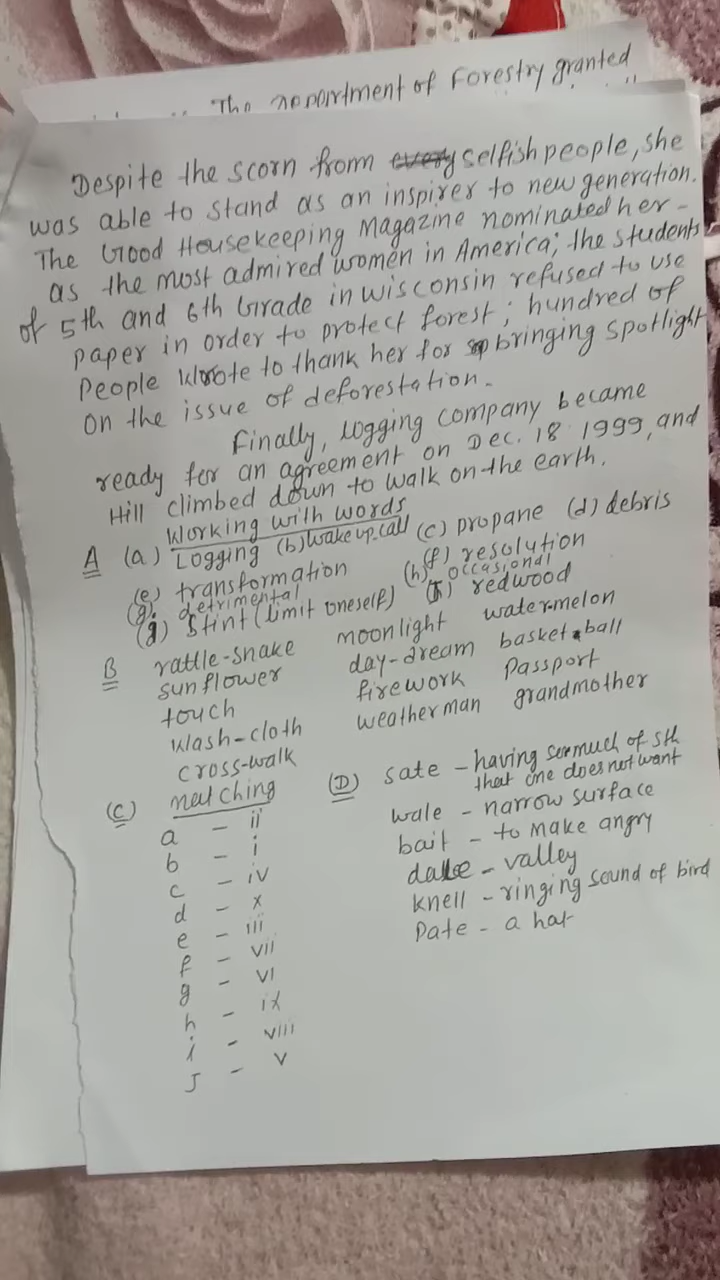 The Department of Forestry granted
Despite the scorn from every selfish people, she
was able to stand as an inspirer to new generation.
The Good Housekeeping Magazine nominated her
as the most admired women in America; the students
of 5th and 6th Grade in Wisconsin refused to use
paper in order to protect forest; hundred of
People wrote to thank her for bringing spotlight
on the issue of deforestation.
Finally, logging company became
ready for an agreement on Dec. 18 1999, and
Hill climbed down to walk on the earth.
Working with words
A (a) Logging (b) wake up call (c) propane (d) debris
(e) transformation (f) resolution
(g) detrimental (h) occasional
(g) stint (limit oneself) (J) redwood
B rattle-snake moonlight watermelon
sunflower day-dream basket ball
touch firework Passport
wash-cloth weather man grandmother
cross-walk
(C) Matching
a - ii
b - i
c - iv
d - x
e - iii
f - vii
g - vi
h - ix
i - viii
J - v
(D) sate - having so much of sth
that one does not want
wale - narrow surface
bait - to make angry
dale - valley
knell - ringing sound of bird
Pate - a hat